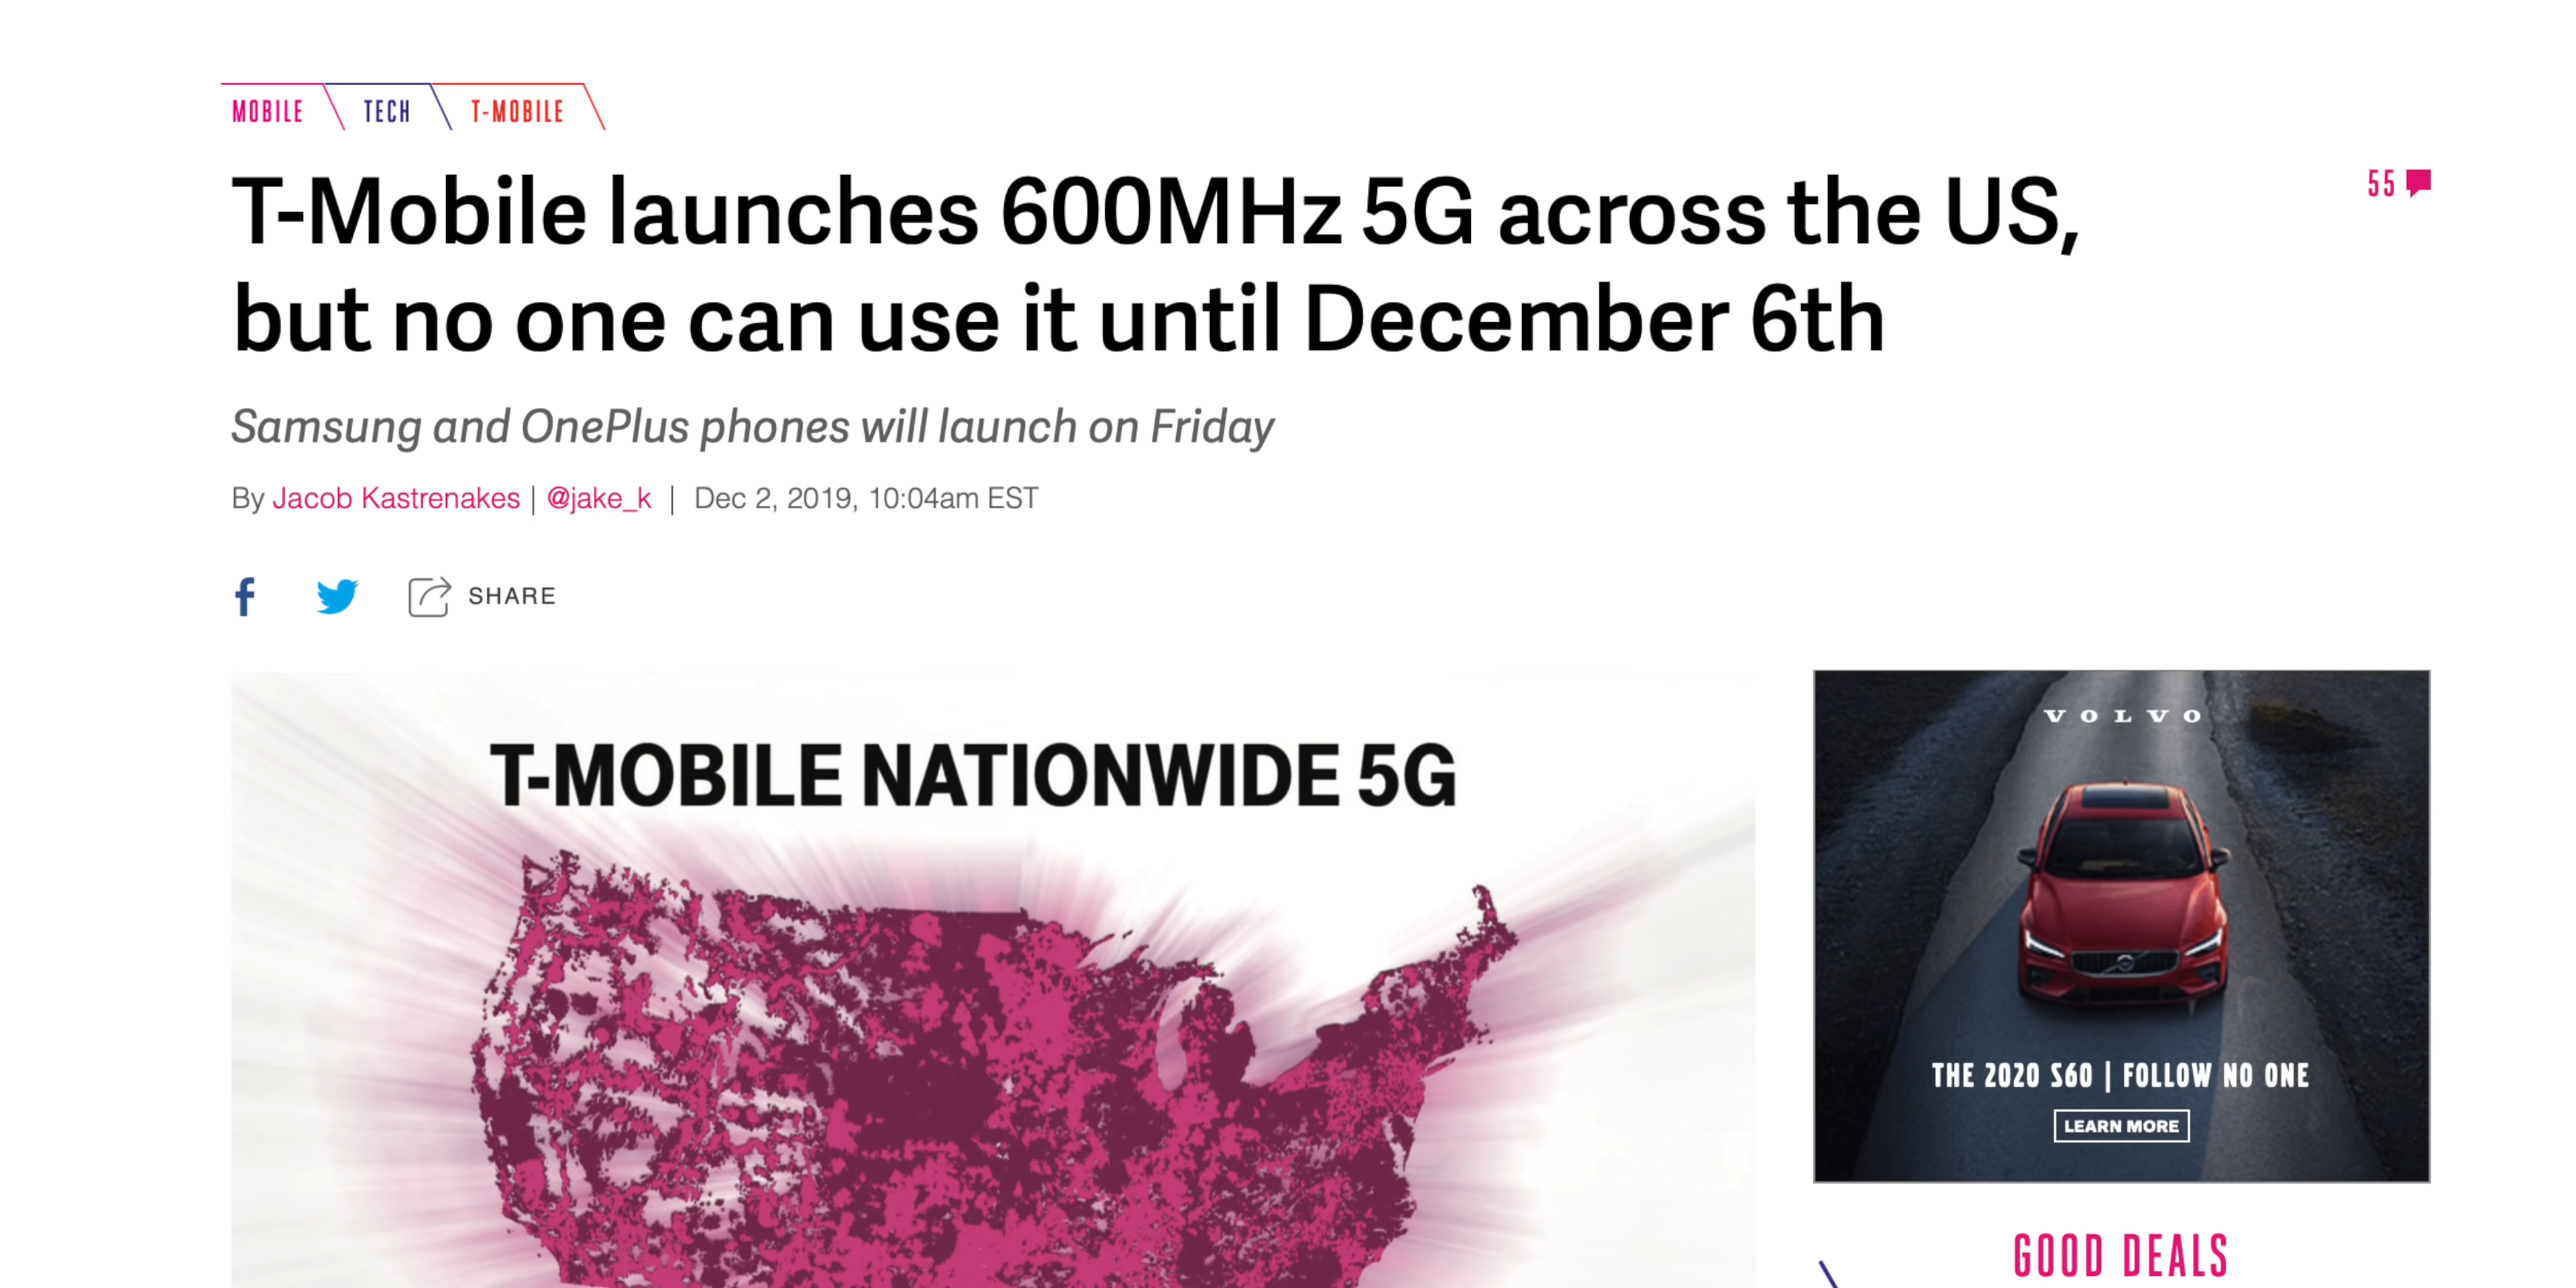 MOBILE
TECH
T-MOBILE
T-Mobile launches 600MHz 5G across the US,
but no one can use it until December 6th
55
Samsung and OnePlus phones will launch on Friday
By Jacob Kastrenakes | @jake_k | Dec 2, 2019, 10:04am EST
SHARE
T-MOBILE NATIONWIDE 5G
VOLVO
THE 2020 S60 | FOLLOW NO ONE
LEARN MORE
GOOD DEALS